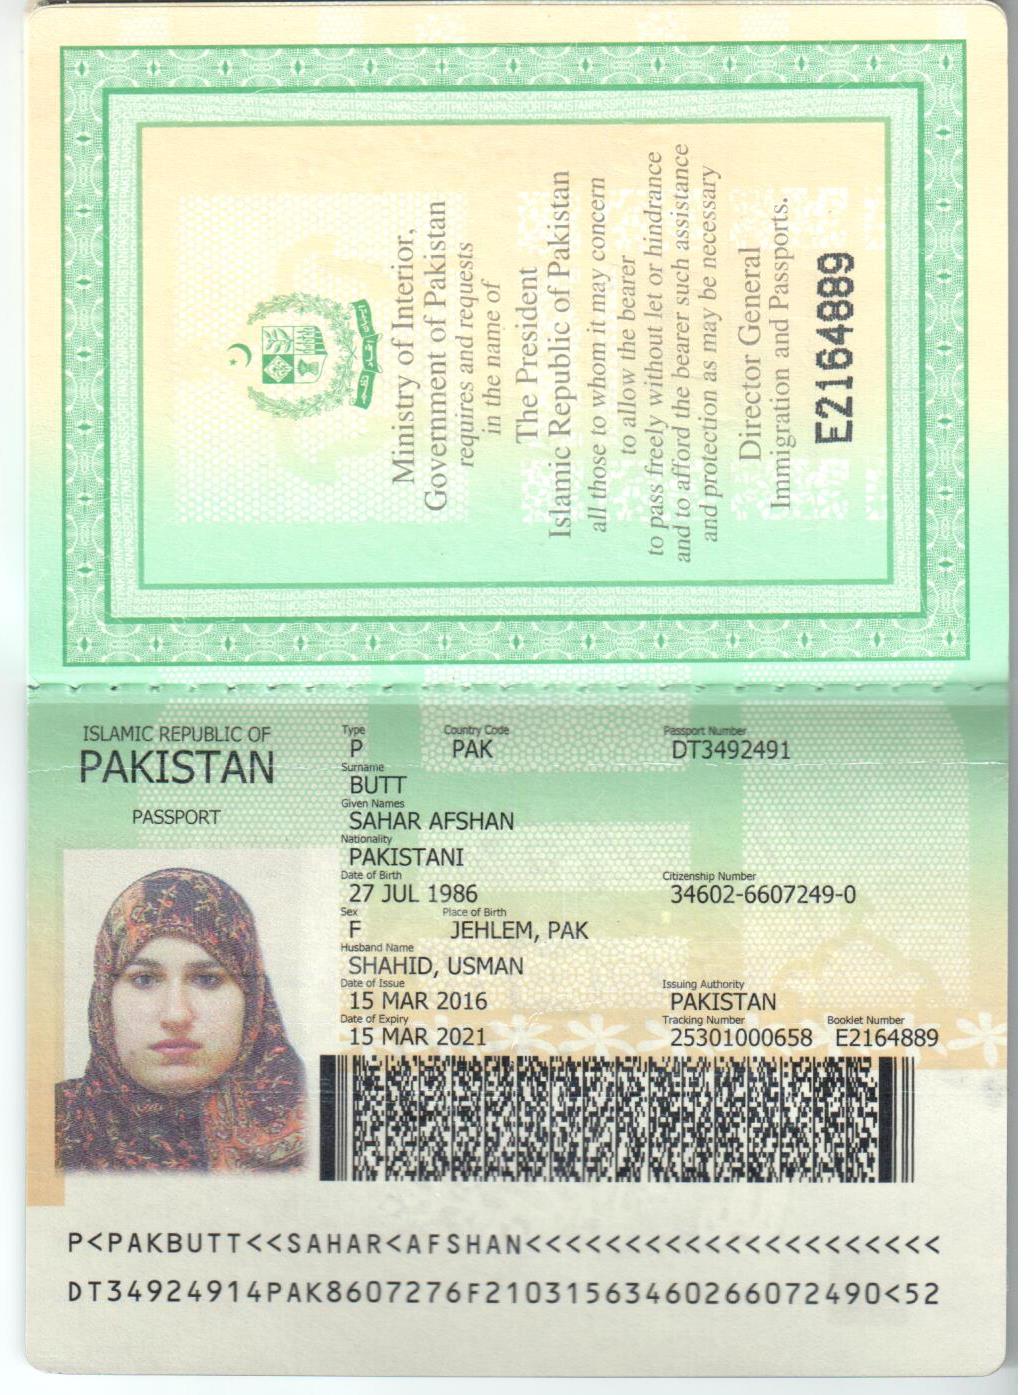 Ministry of Interior,
Government of Pakistan
requires and requests
in the name of
The President
Islamic Republic of Pakistan
all those to whom it may concern
to allow the bearer
to pass freely without let or hindrance
and to afford the bearer such assistance
and protection as may be necessary
Director General
Immigration and Passports.
E2164889
ISLAMIC REPUBLIC OF
PAKISTAN
PASSPORT
Type Country Code Passport Number
P PAK DT3492491
Surname
BUTT
Given Names
SAHAR AFSHAN
Nationality
PAKISTANI
Date of Birth Citizenship Number
27 JUL 1986 34602-6607249-0
Sex Place of Birth
F JEHLEM, PAK
Husband Name
SHAHID, USMAN
Date of Issue Issuing Authority
15 MAR 2016 PAKISTAN
Date of Expiry Tracking Number Booklet Number
15 MAR 2021 25301000658 E2164889
P<PAKBUTT<<SAHAR<AFSHAN<<<<<<<<<<<<<<<<<<<<<
DT34924914PAK8607276F21031563460266072490<52